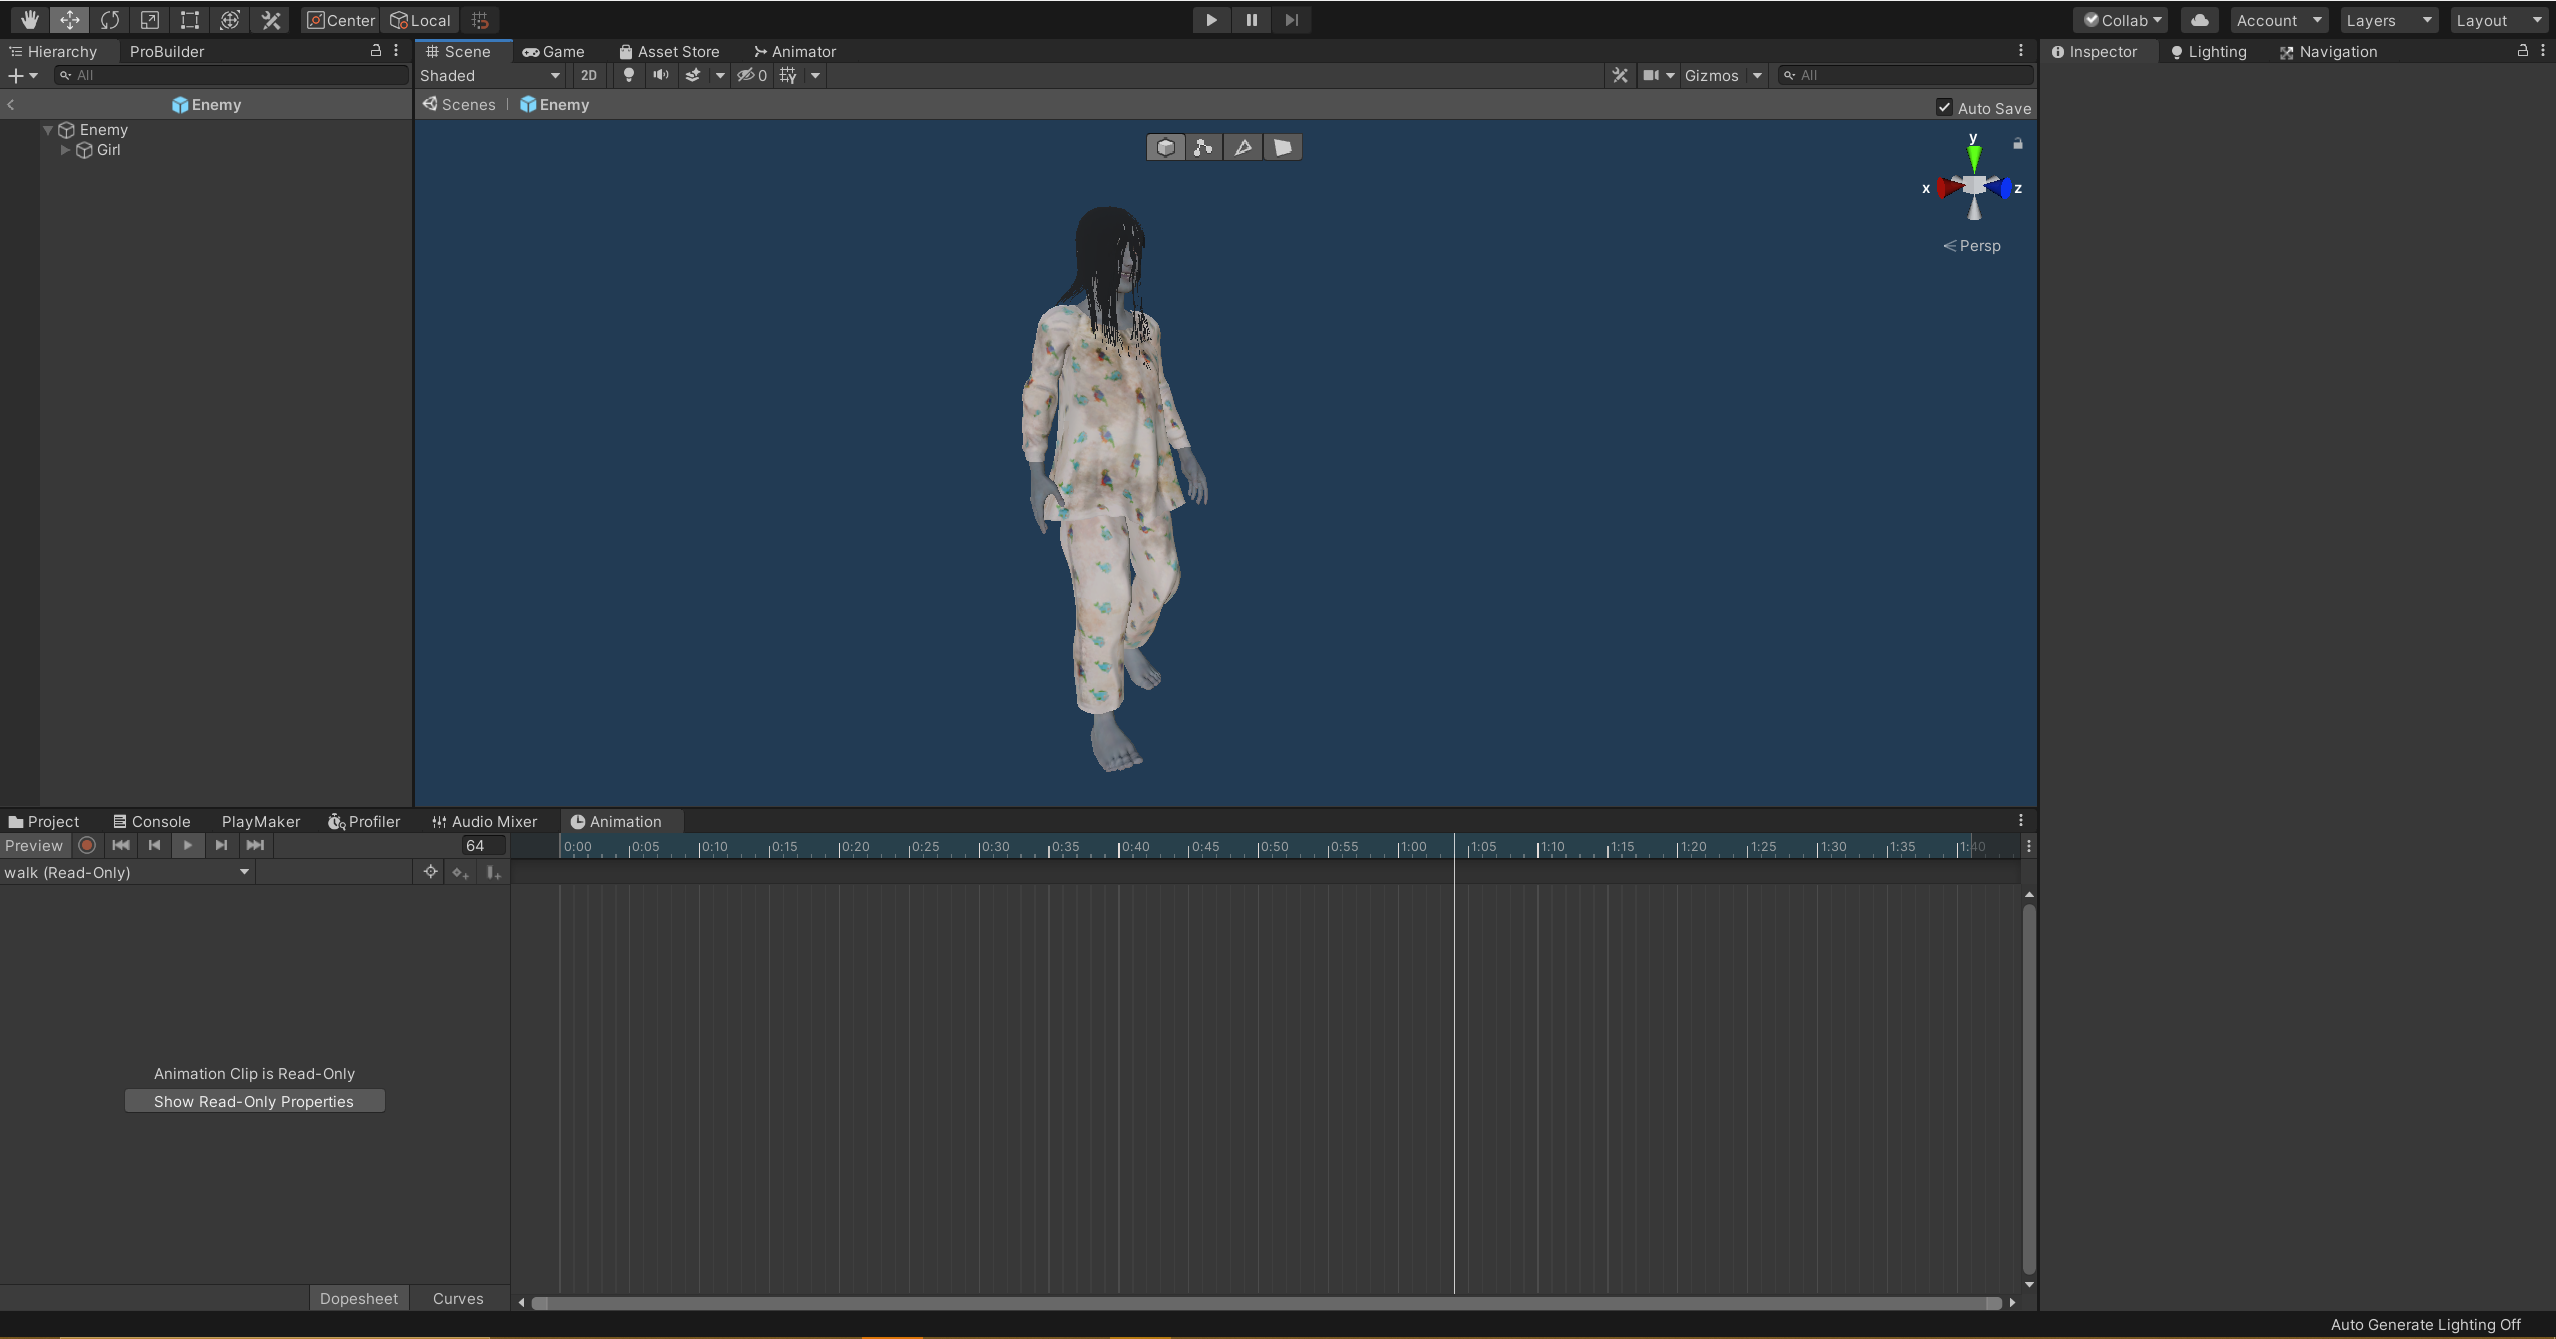 Center Local Collab Account Layers Layout
Hierarchy ProBuilder Scene Game Asset Store Animator Inspector Lighting Navigation
All Shaded 2D 0 Gizmos All
Enemy Scenes Enemy Auto Save
Enemy
Girl
y
x z
Persp
Project Console PlayMaker Profiler Audio Mixer Animation
Preview 64 0:00 0:05 0:10 0:15 0:20 0:25 0:30 0:35 0:40 0:45 0:50 0:55 1:00 1:05 1:10 1:15 1:20 1:25 1:30 1:35 1:40
walk (Read-Only)
Animation Clip is Read-Only
Show Read-Only Properties
Dopesheet Curves
Auto Generate Lighting Off